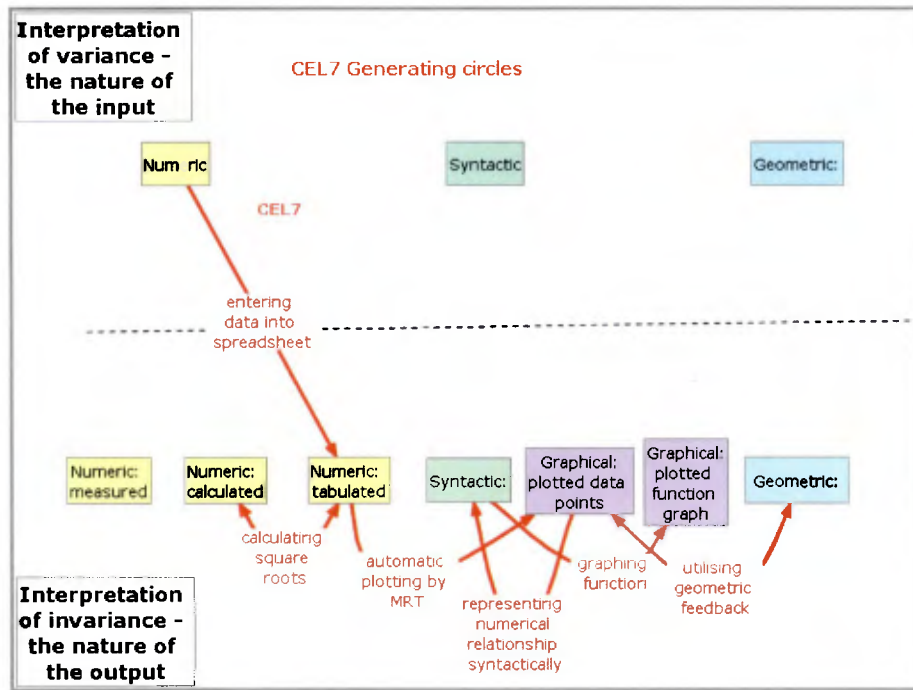 Interpretation
of variance -
the nature of
the input
CEL7 Generating circles
Num ric
Syntactic
Geometric:
CEL7
entering
data into
spreadsheet
Numeric:
measured
Numeric:
calculated
Numeric:
tabulated
Syntactic:
Graphical:
plotted data
points
Graphical:
plotted
function
graph
Geometric:
calculating
square
roots
automatic
plotting by
MRT
representing
numerical
relationship
syntactically
graphing
function
utilising
geometric
feedback
Interpretation
of invariance -
the nature of
the output